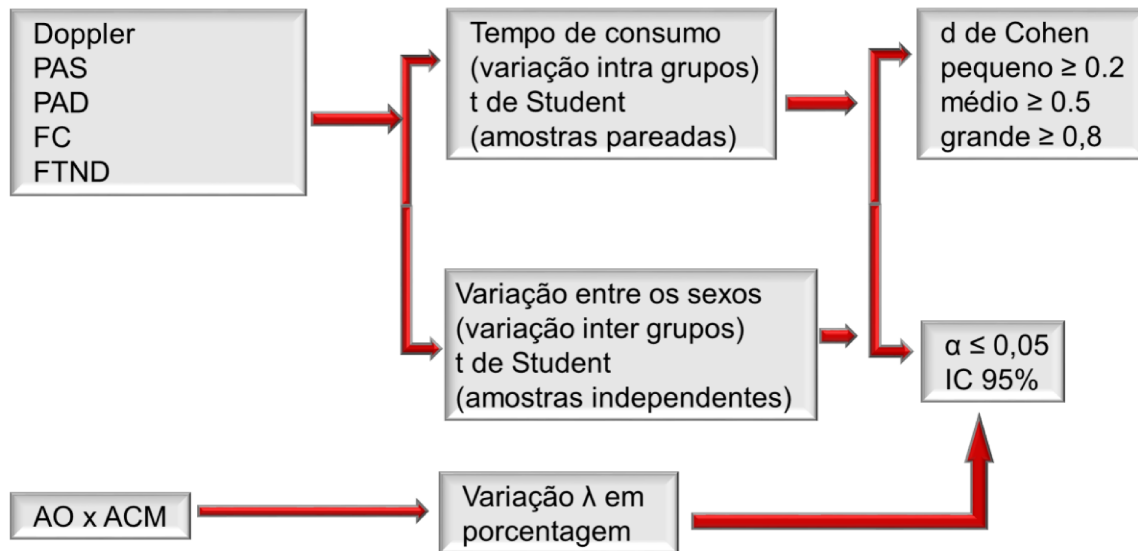 Doppler
PAS
PAD
FC
FTND
Tempo de consumo
(variação intra grupos)
t de Student
(amostras pareadas)
d de Cohen
pequeno ≥ 0.2
médio ≥ 0.5
grande ≥ 0,8
Variação entre os sexos
(variação inter grupos)
t de Student
(amostras independentes)
α ≤ 0,05
IC 95%
AO x ACM
Variação λ em
porcentagem